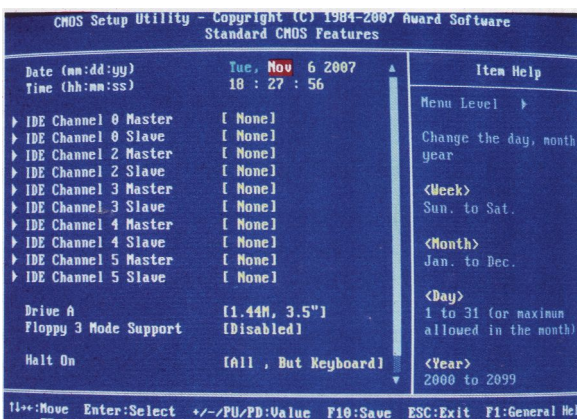 CMOS Setup Utility - Copyright (C) 1984-2007 Award Software
Standard CMOS Features
Date (mm:dd:yy) Tue, Nov 6 2007
Time (hh:mm:ss) 18 : 27 : 56
IDE Channel 0 Master [ None]
IDE Channel 0 Slave [ None]
IDE Channel 2 Master [ None]
IDE Channel 2 Slave [ None]
IDE Channel 3 Master [ None]
IDE Channel 3 Slave [ None]
IDE Channel 4 Master [ None]
IDE Channel 4 Slave [ None]
IDE Channel 5 Master [ None]
IDE Channel 5 Slave [ None]
Drive A [1.44M, 3.5"]
Floppy 3 Mode Support [Disabled]
Halt On [All , But Keyboard]
Item Help
Menu Level
Change the day, month
year
<Week>
Sun. to Sat.
<Month>
Jan. to Dec.
<Day>
1 to 31 (or maximum
allowed in the month)
<Year>
2000 to 2099
↑↓→←:Move Enter:Select +/-/PU/PD:Value F10:Save ESC:Exit F1:General